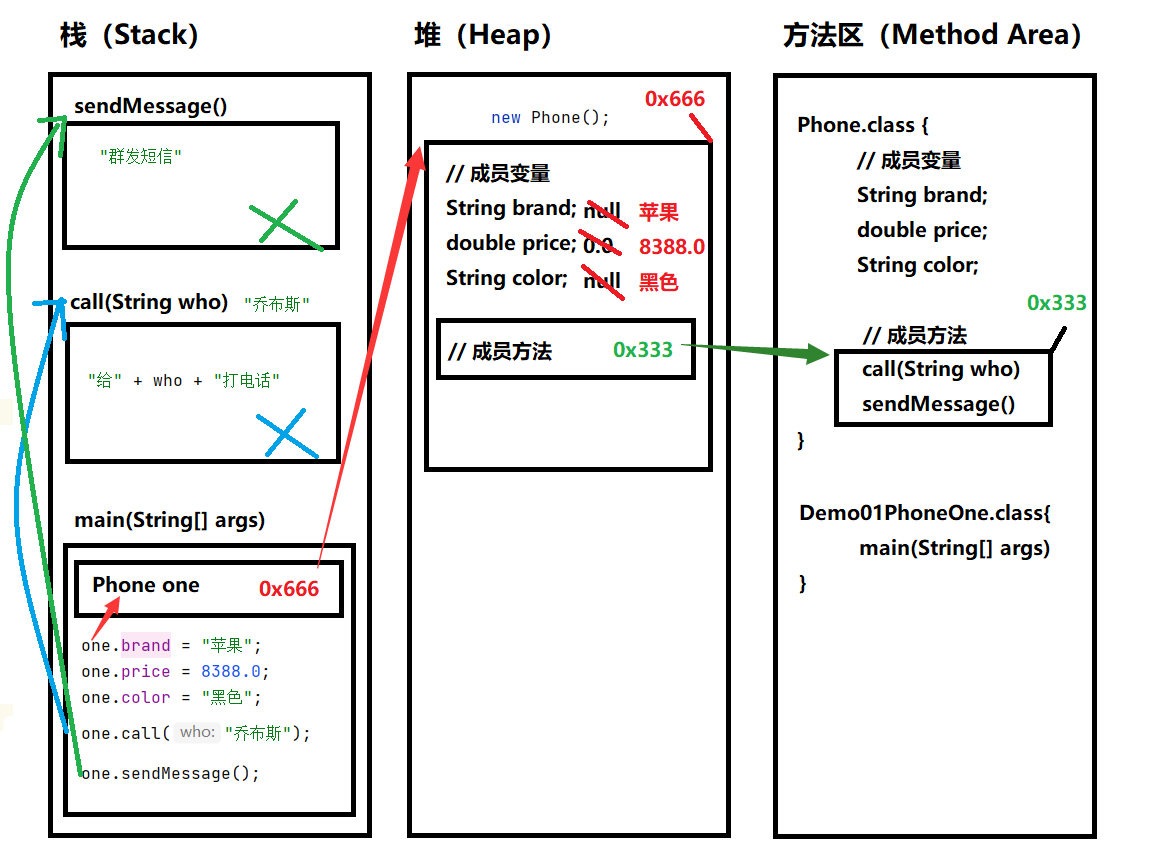 栈（Stack）
sendMessage()
"群发短信"
call(String who) "乔布斯"
"给" + who + "打电话"
main(String[] args)
Phone one 0x666
one.brand = "苹果";
one.price = 8388.0;
one.color = "黑色";
one.call( who: "乔布斯");
one.sendMessage();
堆（Heap）
0x666
new Phone();
// 成员变量
String brand; null 苹果
double price; 0.0 8388.0
String color; null 黑色
// 成员方法 0x333
方法区（Method Area）
Phone.class {
// 成员变量
String brand;
double price;
String color;
0x333
// 成员方法
call(String who)
sendMessage()
}
Demo01PhoneOne.class{
main(String[] args)
}